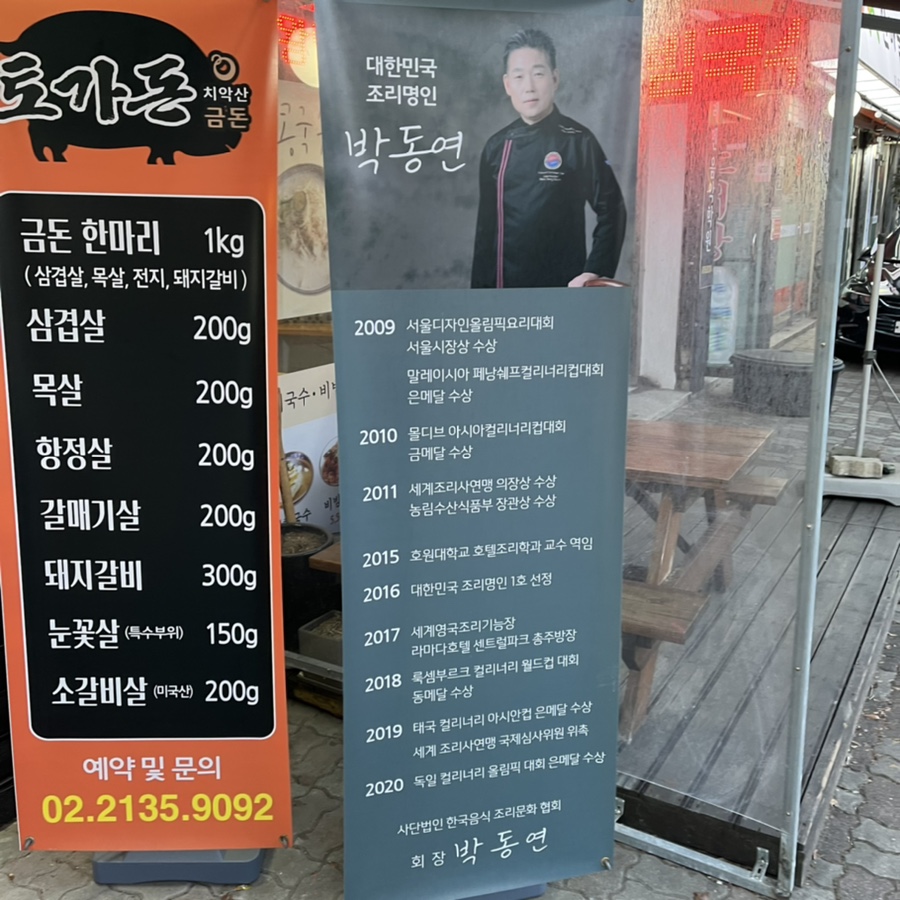 토가돈
치악산
금돈
금돈 한마리 1kg
( 삼겹살, 목살, 전지, 돼지갈비 )
삼겹살 200g
목살 200g
항정살 200g
갈매기살 200g
돼지갈비 300g
눈꽃살 (특수부위) 150g
소갈비살 (미국산) 200g
예약 및 문의
02.2135.9092
대한민국
조리명인
박동연
2009 서울디자인올림픽요리대회
서울시장상 수상
말레이시아 페낭쉐프컬리너리컵대회
은메달 수상
2010 몰디브 아시아컬리너리컵대회
금메달 수상
2011 세계조리사연맹 의장상 수상
농림수산식품부 장관상 수상
2015 호원대학교 호텔조리학과 교수 역임
2016 대한민국 조리명인 1호 선정
2017 세계영국조리기능장
라마다호텔 센트럴파크 총주방장
2018 룩셈부르크 컬리너리 월드컵 대회
동메달 수상
2019 태국 컬리너리 아시안컵 은메달 수상
세계 조리사연맹 국제심사위원 위촉
2020 독일 컬리너리 올림픽 대회 은메달 수상
사단법인 한국음식 조리문화 협회
회 장 박동연